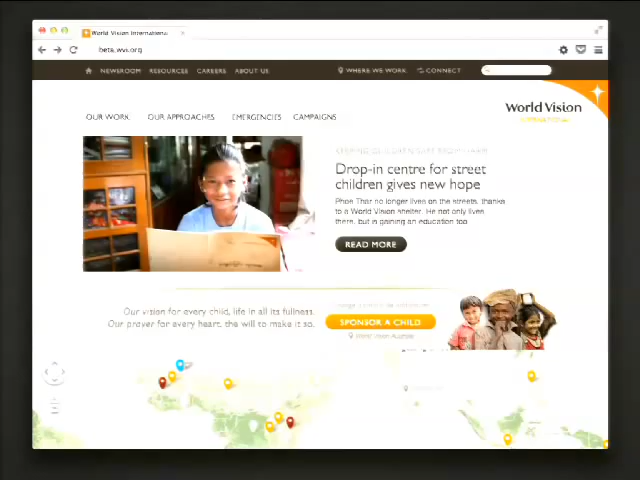 World Vision International
beta.wvi.org
NEWSROOM RESOURCES CAREERS ABOUT US WHERE WE WORK CONNECT
World Vision
OUR WORK OUR APPROACHES EMERGENCIES CAMPAIGNS
Drop-in centre for street
children gives new hope
Phoe Thar no longer lives on the streets, thanks
to a World Vision shelter. He not only lives
there, but is gaining an education too.
READ MORE
Our vision for every child, life in all its fullness.
Our prayer for every heart, the will to make it so.
SPONSOR A CHILD
World Vision Australia